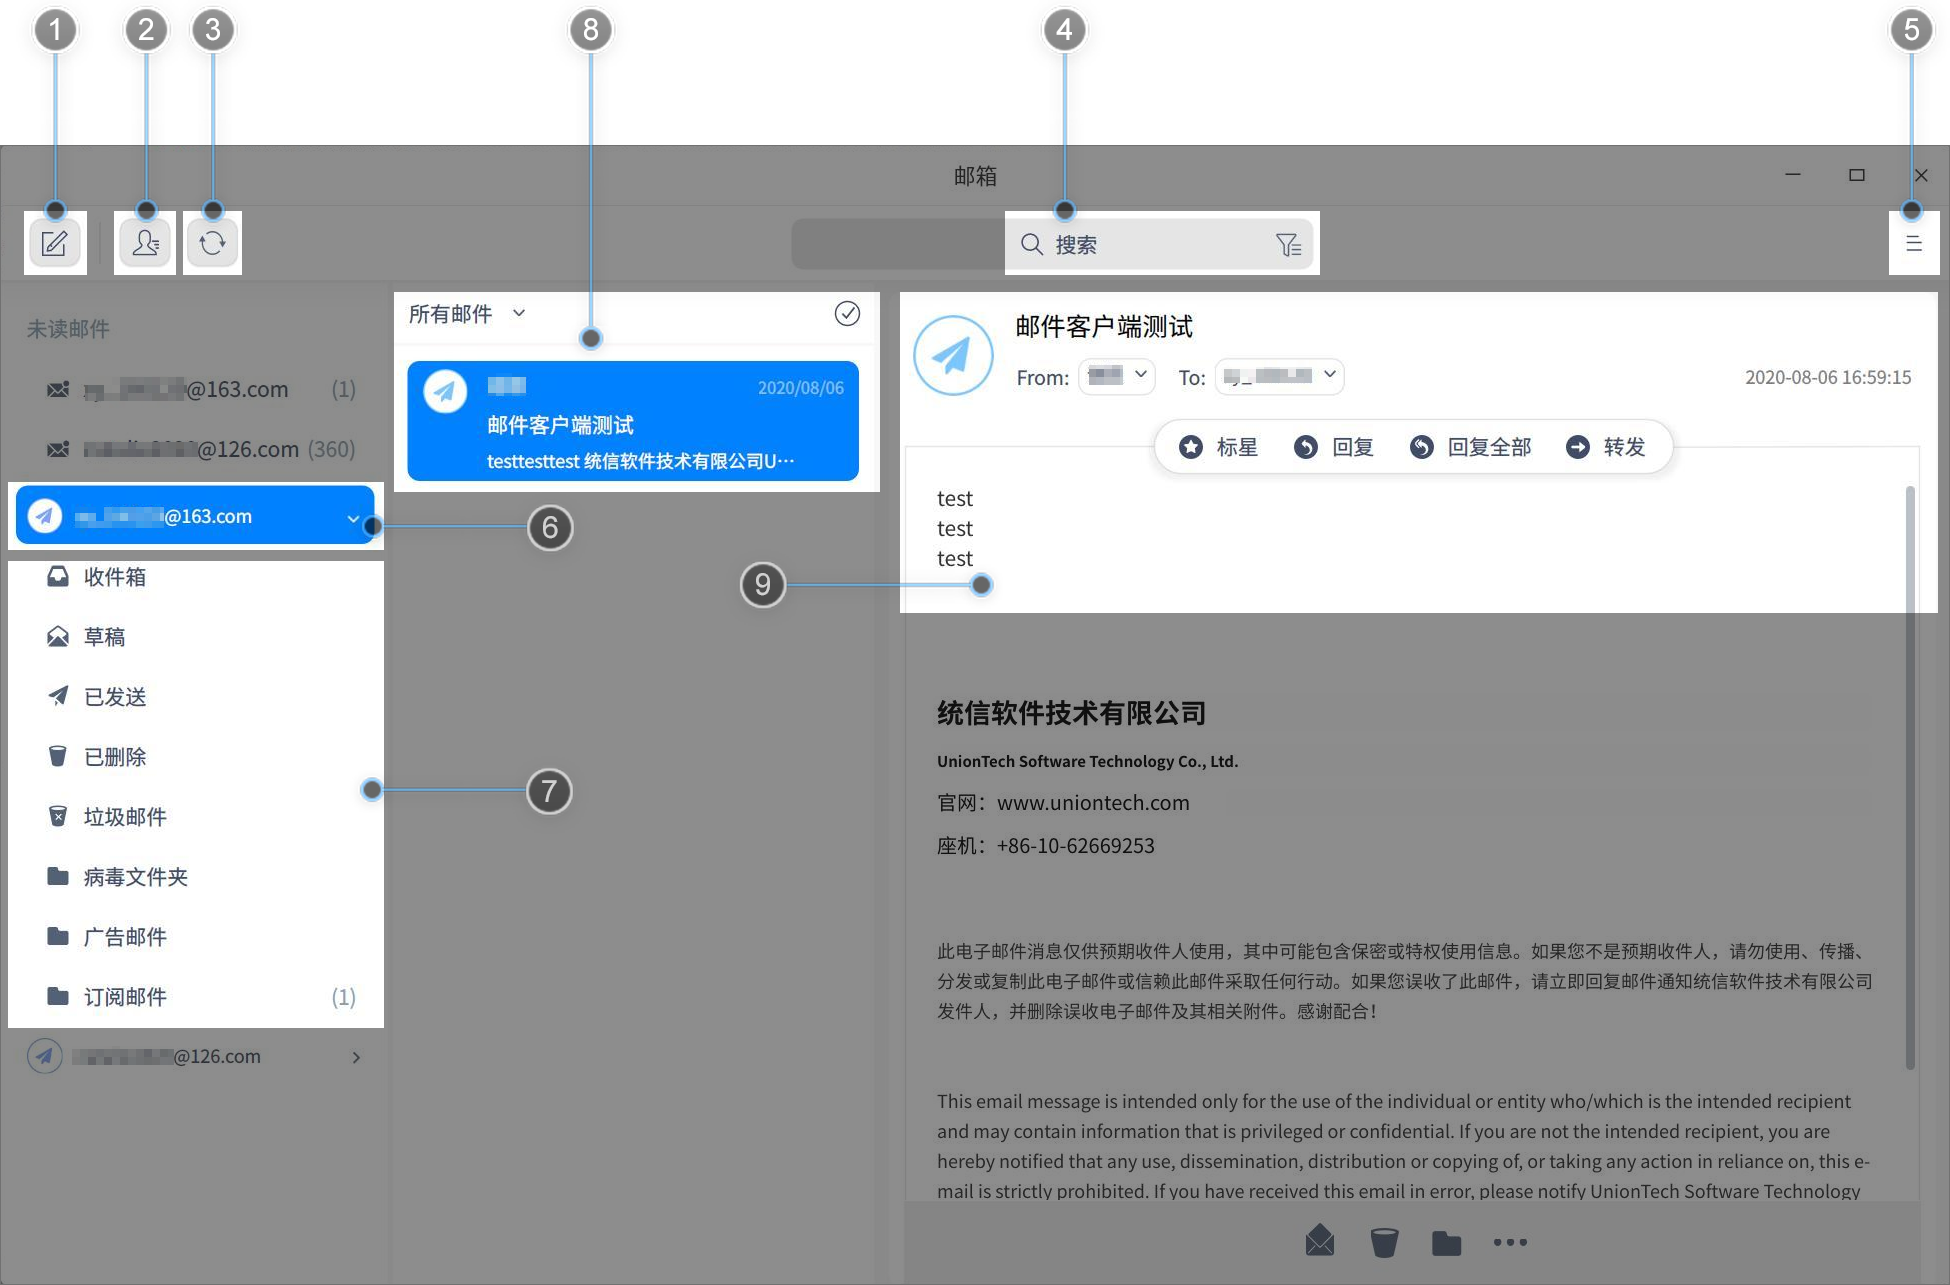 1
2
3
8
4
5
邮箱
搜索
未读邮件
@163.com (1)
@126.com (360)
@163.com
6
收件箱
草稿
已发送
已删除
7
垃圾邮件
病毒文件夹
广告邮件
订阅邮件 (1)
@126.com
所有邮件
2020/08/06
邮件客户端测试
testtesttest 统信软件技术有限公司U…
邮件客户端测试
From:
To:
2020-08-06 16:59:15
标星 回复 回复全部 转发
test
test
test
9
统信软件技术有限公司
UnionTech Software Technology Co., Ltd.
官网：www.uniontech.com
座机：+86-10-62669253
此电子邮件消息仅供预期收件人使用，其中可能包含保密或特权使用信息。如果您不是预期收件人，请勿使用、传播、
分发或复制此电子邮件或信赖此邮件采取任何行动。如果您误收了此邮件，请立即回复邮件通知统信软件技术有限公司
发件人，并删除误收电子邮件及其相关附件。感谢配合！
This email message is intended only for the use of the individual or entity who/which is the intended recipient
and may contain information that is privileged or confidential. If you are not the intended recipient, you are
hereby notified that any use, dissemination, distribution or copying of, or taking any action in reliance on, this e-
mail is strictly prohibited. If you have received this email in error, please notify UnionTech Software Technology